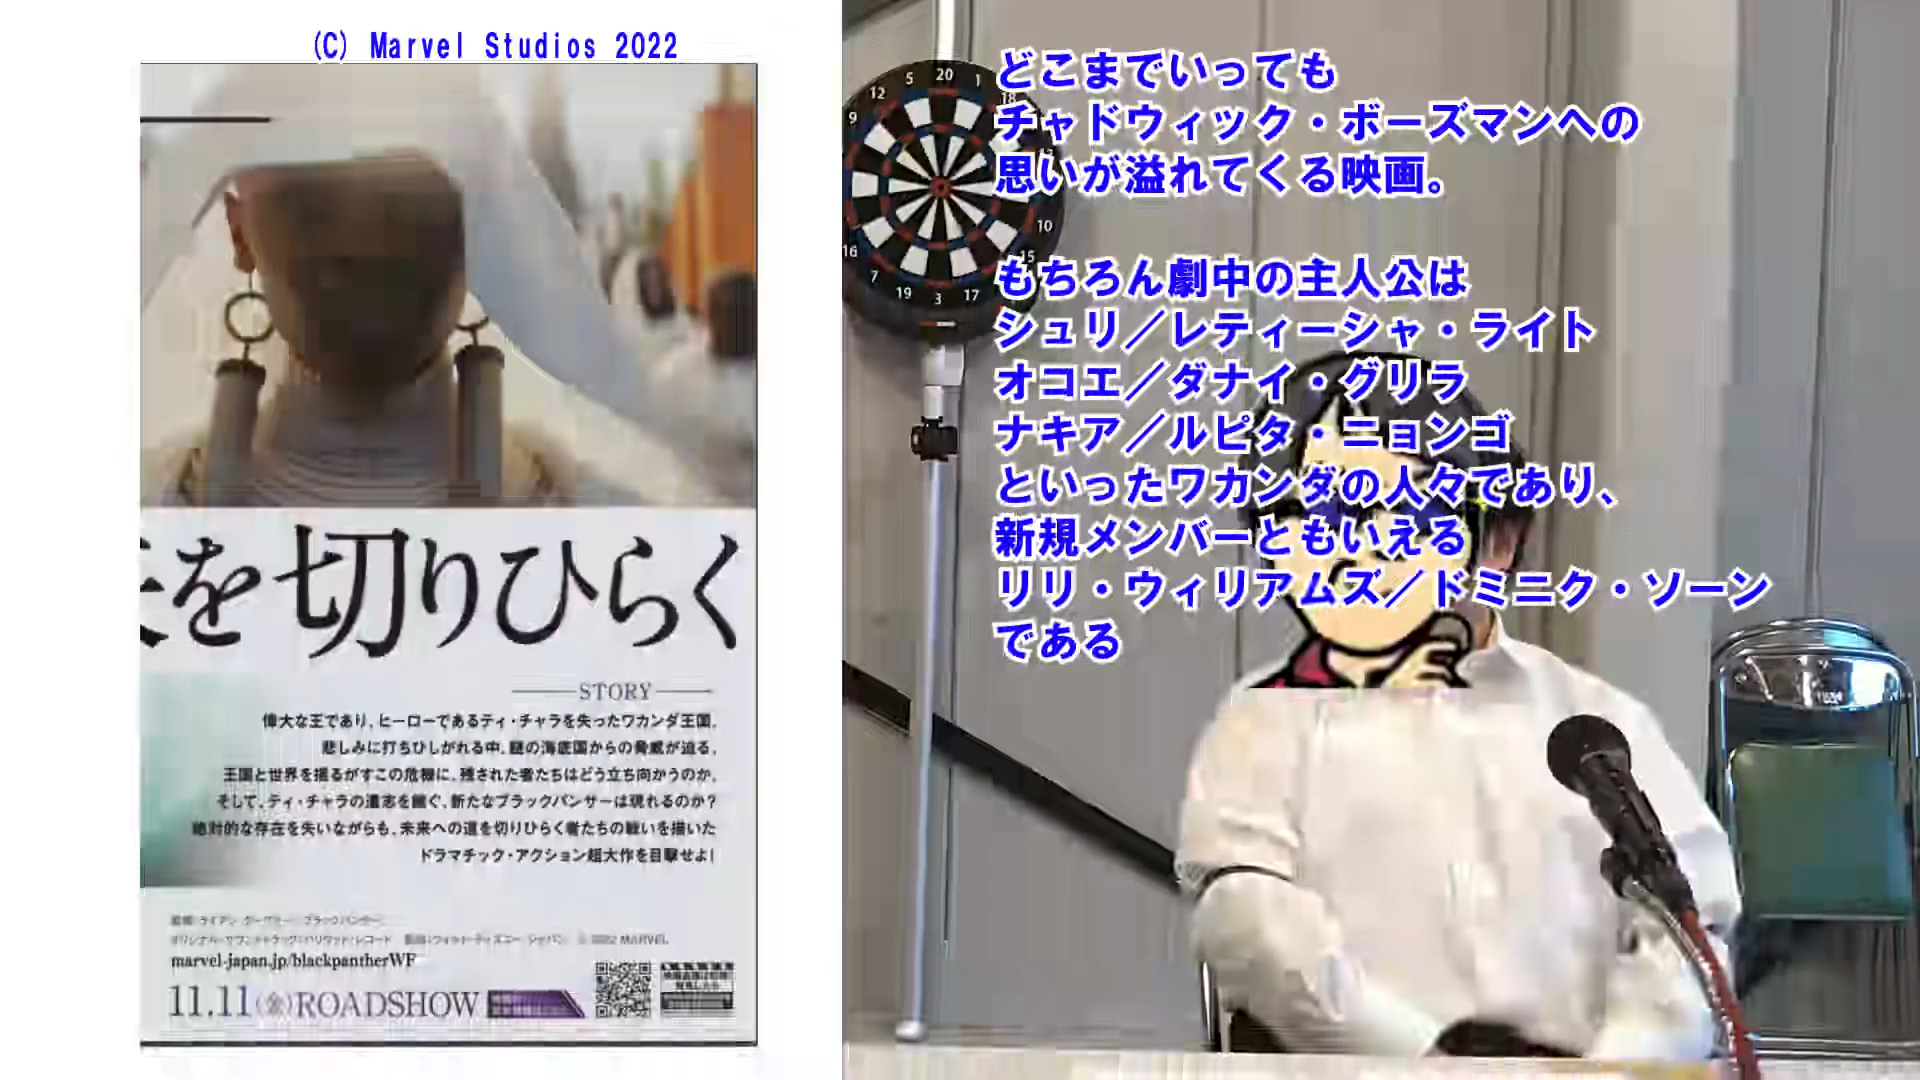 (C) Marvel Studios 2022
を切りひらく
STORY
偉大な王であり、ヒーローであるティ・チャラを失ったワカンダ王国。
悲しみに打ちひしがれる中、謎の海底国からの脅威が迫る。
王国と世界を揺るがすこの危機に、残された者たちはどう立ち向かうのか。
そして、ティ・チャラの遺志を継ぐ、新たなブラックパンサーは現れるのか?
絶対的な存在を失いながらも、未来への道を切りひらく者たちの戦いを描いた
ドラマチック・アクション超大作を目撃せよ!
marvel-japan.jp/blackpantherWF
11.11(金)ROADSHOW
どこまでいっても
チャドウィック・ボーズマンへの
思いが溢れてくる映画。
もちろん劇中の主人公は
シュリ／レティーシャ・ライト
オコエ／ダナイ・グリラ
ナキア／ルピタ・ニョンゴ
といったワカンダの人々であり、
新規メンバーともいえる
リリ・ウィリアムズ／ドミニク・ソーン
である
5 20 1
12
18
9
10
16
15
7
19 3 17